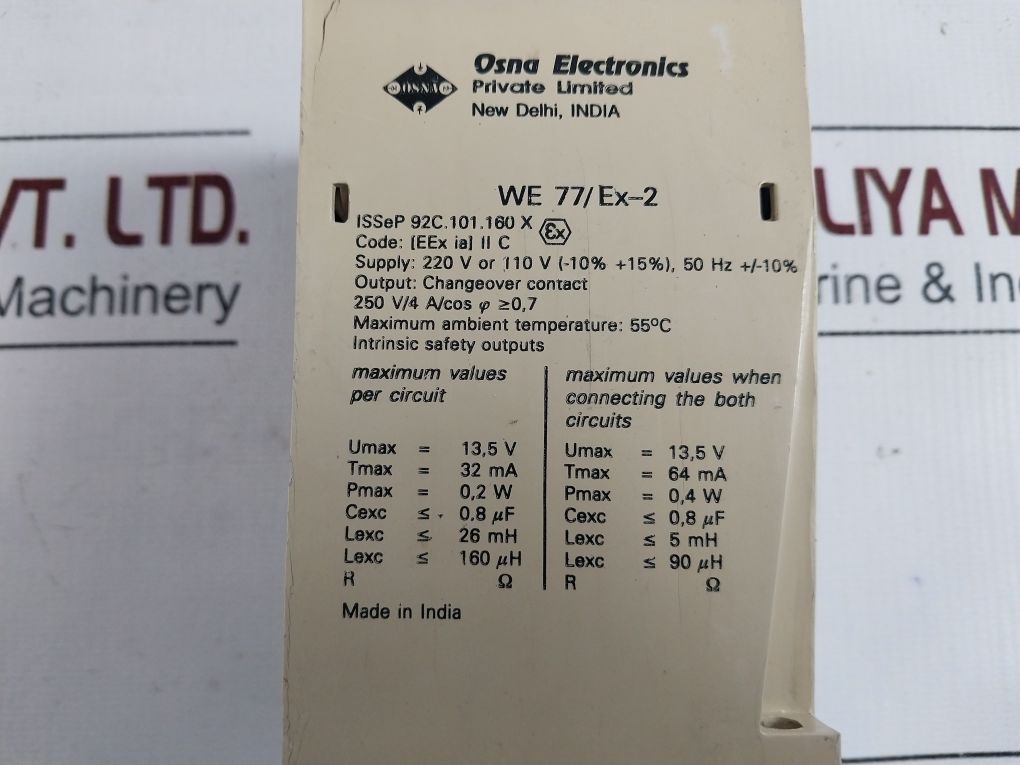 OSNA
Osna Electronics
Private Limited
New Delhi, INDIA
WE 77/Ex-2
ISSeP 92C.101.160 X Ex
Code: [EEx ia] II C
Supply: 220 V or 110 V (-10% +15%), 50 Hz +/-10%
Output: Changeover contact
250 V/4 A/cos φ ≥0,7
Maximum ambient temperature: 55°C
Intrinsic safety outputs
maximum values
per circuit
Umax = 13,5 V
Tmax = 32 mA
Pmax = 0,2 W
Cexc ≤ 0.8 µF
Lexc ≤ 26 mH
Lexc ≤ 160 µH
R Ω
maximum values when
connecting the both
circuits
Umax = 13,5 V
Tmax = 64 mA
Pmax = 0,4 W
Cexc ≤ 0,8 µF
Lexc ≤ 5 mH
Lexc ≤ 90 µH
R Ω
Made in India
VT. LTD.
Machinery
LIYA M
rine & In